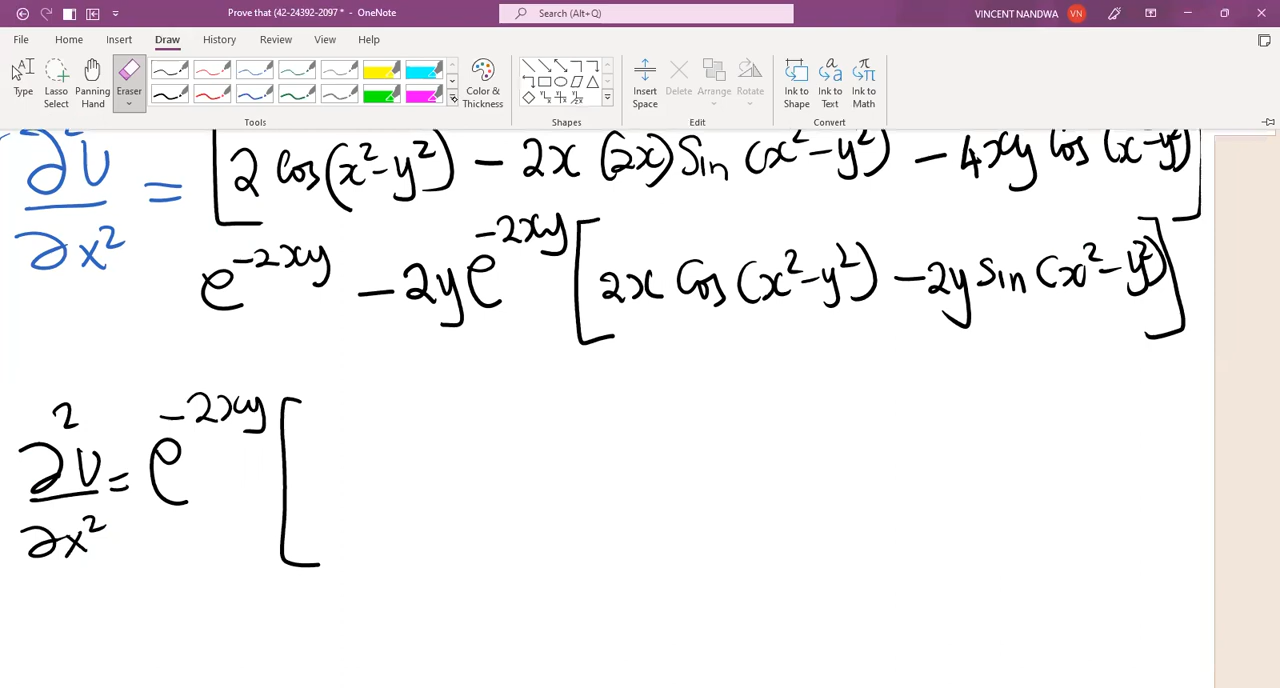 Prove that (42-24392-2097 * - OneNote
Search (Alt+Q)
VINCENT NANDWA VN
File Home Insert Draw History Review View Help
Type Lasso Select Panning Hand Eraser Color & Thickness Insert Space Delete Arrange Rotate Ink to Shape Ink to Text Ink to Math
Tools Shapes Edit Convert
∂²U/∂x² = [2 Cos(x²-y²) - 2x (2x) Sin (x²-y²) - 4xy Cos (x²-y²)]
e^-2xy - 2y e^-2xy [2x Cos (x²-y²) - 2y Sin (x²-y²)]
∂²U/∂x² = e^-2xy [